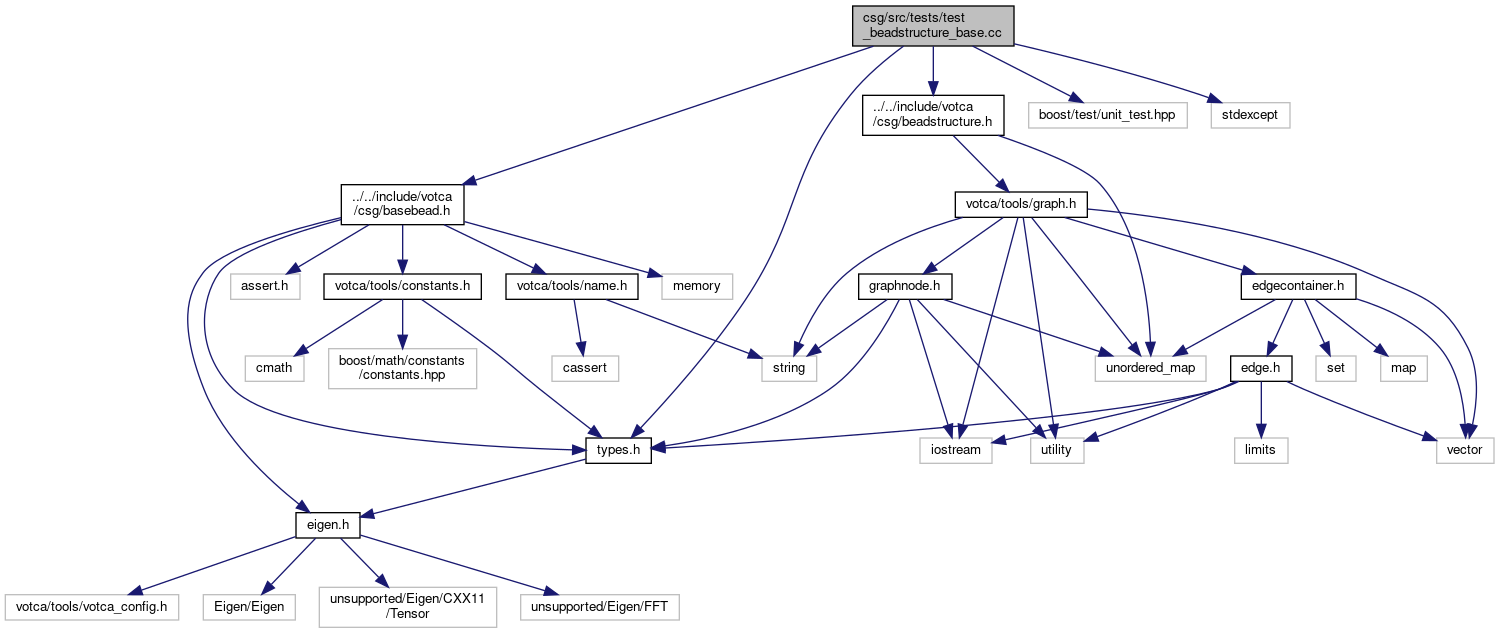 csg/src/tests/test
_beadstructure_base.cc
../../include/votca
/csg/beadstructure.h
boost/test/unit_test.hpp
stdexcept
../../include/votca
/csg/basebead.h
votca/tools/graph.h
assert.h
votca/tools/constants.h
votca/tools/name.h
memory
graphnode.h
edgecontainer.h
cmath
boost/math/constants
/constants.hpp
cassert
string
unordered_map
edge.h
set
map
types.h
iostream
utility
limits
vector
eigen.h
votca/tools/votca_config.h
Eigen/Eigen
unsupported/Eigen/CXX11
/Tensor
unsupported/Eigen/FFT